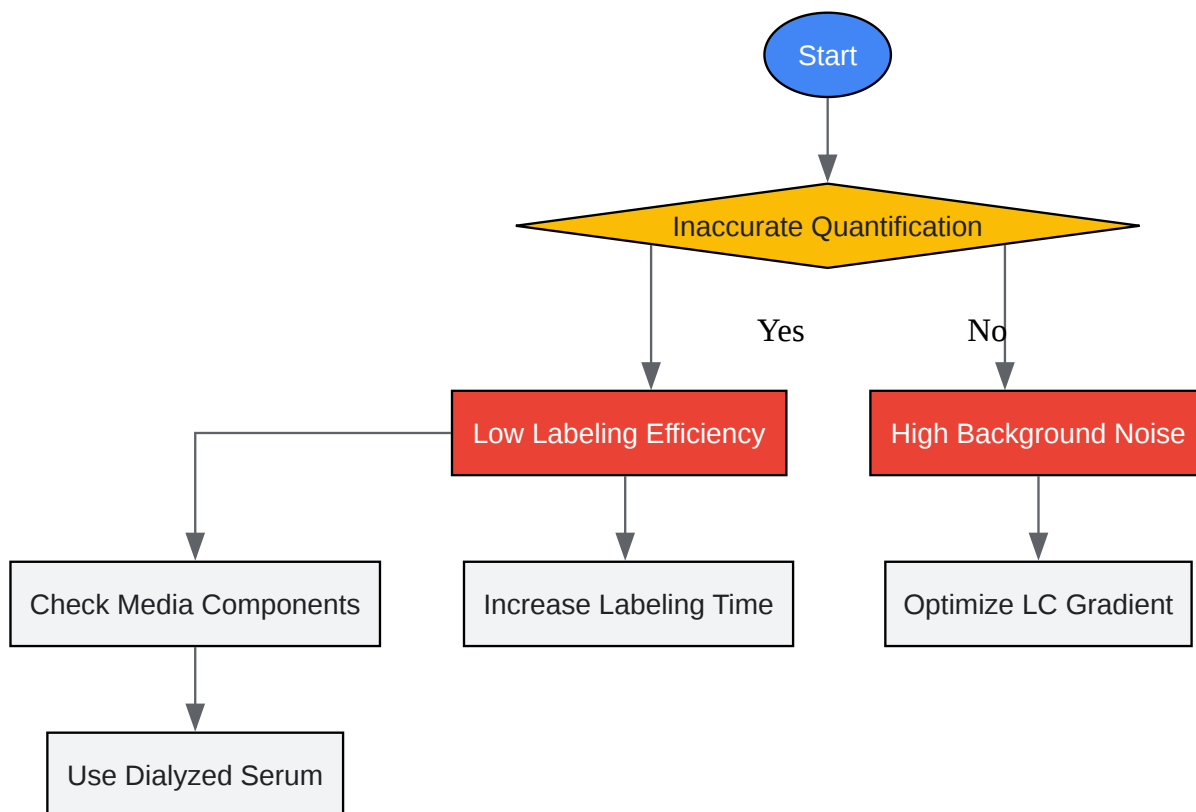 Start
Inaccurate Quantification
Yes
No
Low Labeling Efficiency
High Background Noise
Check Media Components
Increase Labeling Time
Optimize LC Gradient
Use Dialyzed Serum